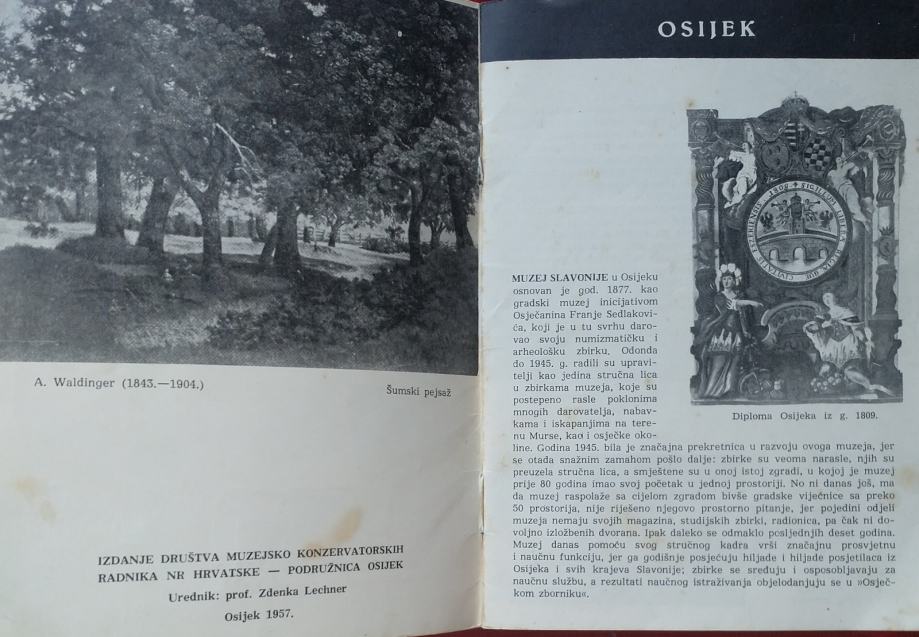 A. Waldinger (1843.—1904.)
Šumski pejsaž
IZDANJE DRUŠTVA MUZEJSKO KONZERVATORSKIH
RADNIKA NR HRVATSKE — PODRUŽNICA OSIJEK
Urednik: prof. Zdenka Lechner
Osijek 1957.
OSIJEK
MUZEJ SLAVONIJE u Osijeku
osnovan je god. 1877. kao
gradski muzej inicijativom
Osječanina Franje Sedlakovi-
ća, koji je u tu svrhu daro-
vao svoju numizmatičku i
arheološku zbirku. Odonda
do 1945. g. radili su upravi-
telji kao jedina stručna lica
u zbirkama muzeja, koje su
postepeno rasle poklonima
mnogih darovatelja, nabav-
kama i iskapanjima na tere-
nu Murse, kao i osječke oko-
line. Godina 1945. bila je značajna prekretnica u razvoju ovoga muzeja, jer
se otada snažnim zamahom pošlo dalje: zbirke su veoma narasle, njih su
preuzela stručna lica, a smještene su u onoj istoj zgradi, u kojoj je muzej
prije 80 godina imao svoj početak u jednoj prostoriji. No ni danas još, ma
da muzej raspolaže sa cijelom zgradom bivše gradske vijećnice sa preko
50 prostorija, nije riješeno njegovo prostorno pitanje, jer pojedini odjeli
muzeja nemaju svojih magazina, studijskih zbirki, radionica, pa čak ni do-
voljno izložbenih dvorana. Ipak daleko se odmaklo posljednjih deset godina.
Muzej danas pomoću svog stručnog kadra vrši značajnu prosvjetnu
i naučnu funkciju, jer ga godišnje posjećuju hiljade i hiljade posjetilaca iz
Osijeka i svih krajeva Slavonije; zbirke se sređuju i osposobljavaju za
naučnu službu, a rezultati naučnog istraživanja objelodanjuju se u »Osječ-
kom zborniku«.
Diploma Osijeka iz g. 1809.